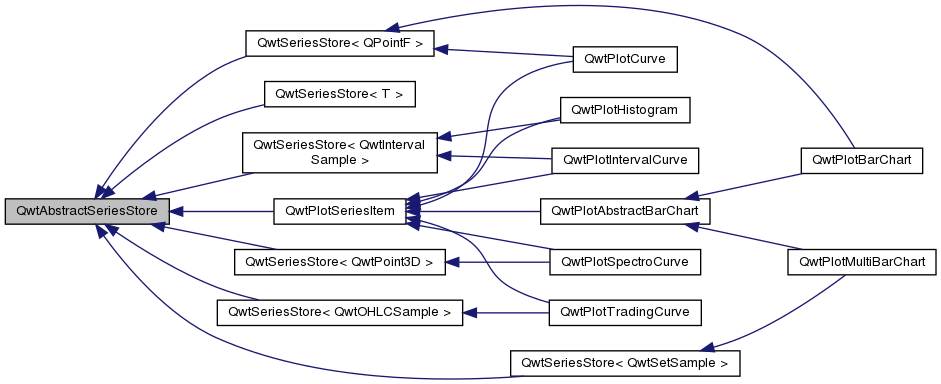 QwtSeriesStore< QPointF >
QwtPlotCurve
QwtSeriesStore< T >
QwtPlotHistogram
QwtSeriesStore< QwtInterval
Sample >
QwtPlotIntervalCurve
QwtPlotBarChart
QwtAbstractSeriesStore
QwtPlotSeriesItem
QwtPlotAbstractBarChart
QwtSeriesStore< QwtPoint3D >
QwtPlotSpectroCurve
QwtPlotMultiBarChart
QwtSeriesStore< QwtOHLCSample >
QwtPlotTradingCurve
QwtSeriesStore< QwtSetSample >